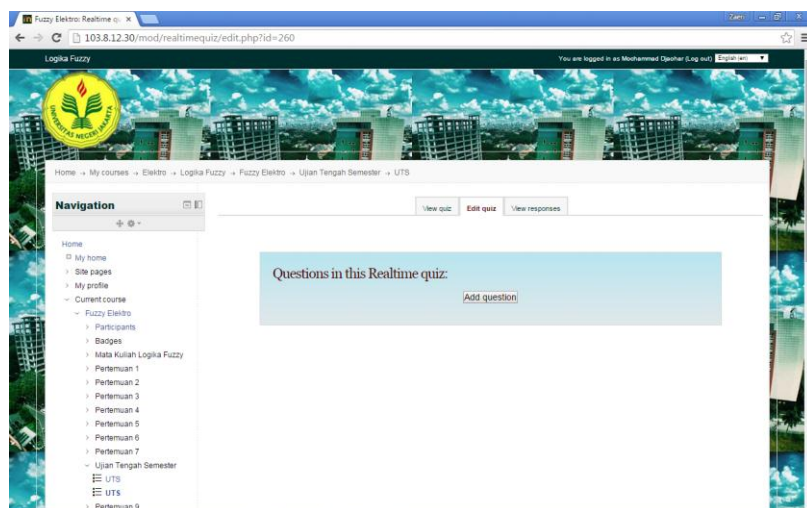 Fuzzy Elektro: Realtime qu
Zaen
103.8.12.30/mod/realtimequiz/edit.php?id=260
Logika Fuzzy
You are logged in as Mochammad Djaohar (Log out)
English (en)
UNIVERSITAS NEGERI JAKARTA
Home → My courses → Elektro → Logika Fuzzy → Fuzzy Elektro → Ujian Tengah Semester → UTS
Navigation
View quiz
Edit quiz
View responses
Home
My home
Site pages
My profile
Current course
Fuzzy Elektro
Participants
Badges
Mata Kuliah Logika Fuzzy
Pertemuan 1
Pertemuan 2
Pertemuan 3
Pertemuan 4
Pertemuan 5
Pertemuan 6
Pertemuan 7
Ujian Tengah Semester
UTS
UTS
Pertemuan 9
Questions in this Realtime quiz:
Add question